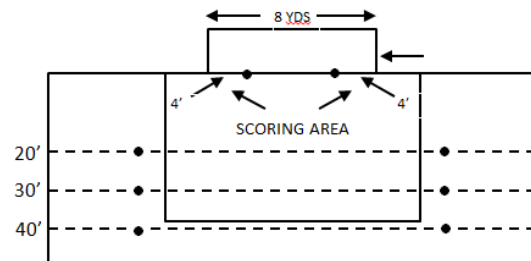 8 YDS
4’ 4’
SCORING AREA
20’
30’
40’